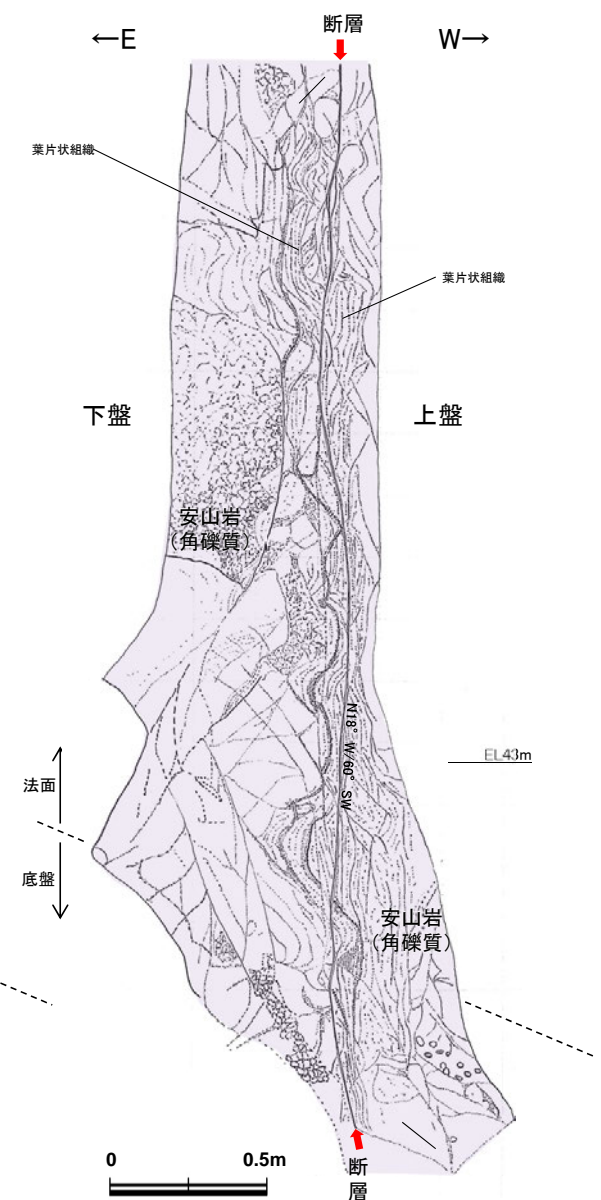 断層
←E
W→
葉片状組織
葉片状組織
下盤
上盤
安山岩
（角礫質）
N18°W/60°SW
EL43m
法面
底盤
安山岩
（角礫質）
0
0.5m
断
層